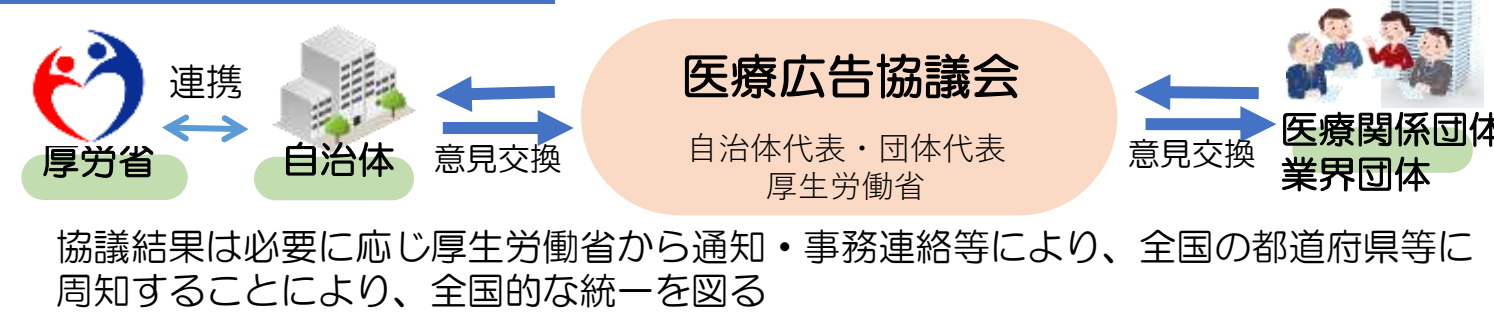 医療広告協議会
連携
厚労省
自治体
意見交換
自治体代表・団体代表
厚生労働省
意見交換
医療関係団体
業界団体
協議結果は必要に応じ厚生労働省から通知・事務連絡等により、全国の都道府県等に
周知することにより、全国的な統一を図る